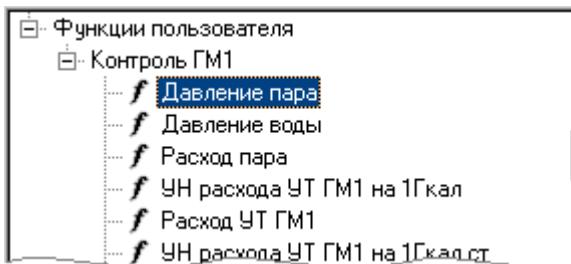 Функции пользователя
Контроль ГМ1
Давление пара
Давление воды
Расход пара
УН расхода УТ ГМ1 на 1Гкал
Расход УТ ГМ1
УН расхода УТ ГМ1 на 1Гкал ст